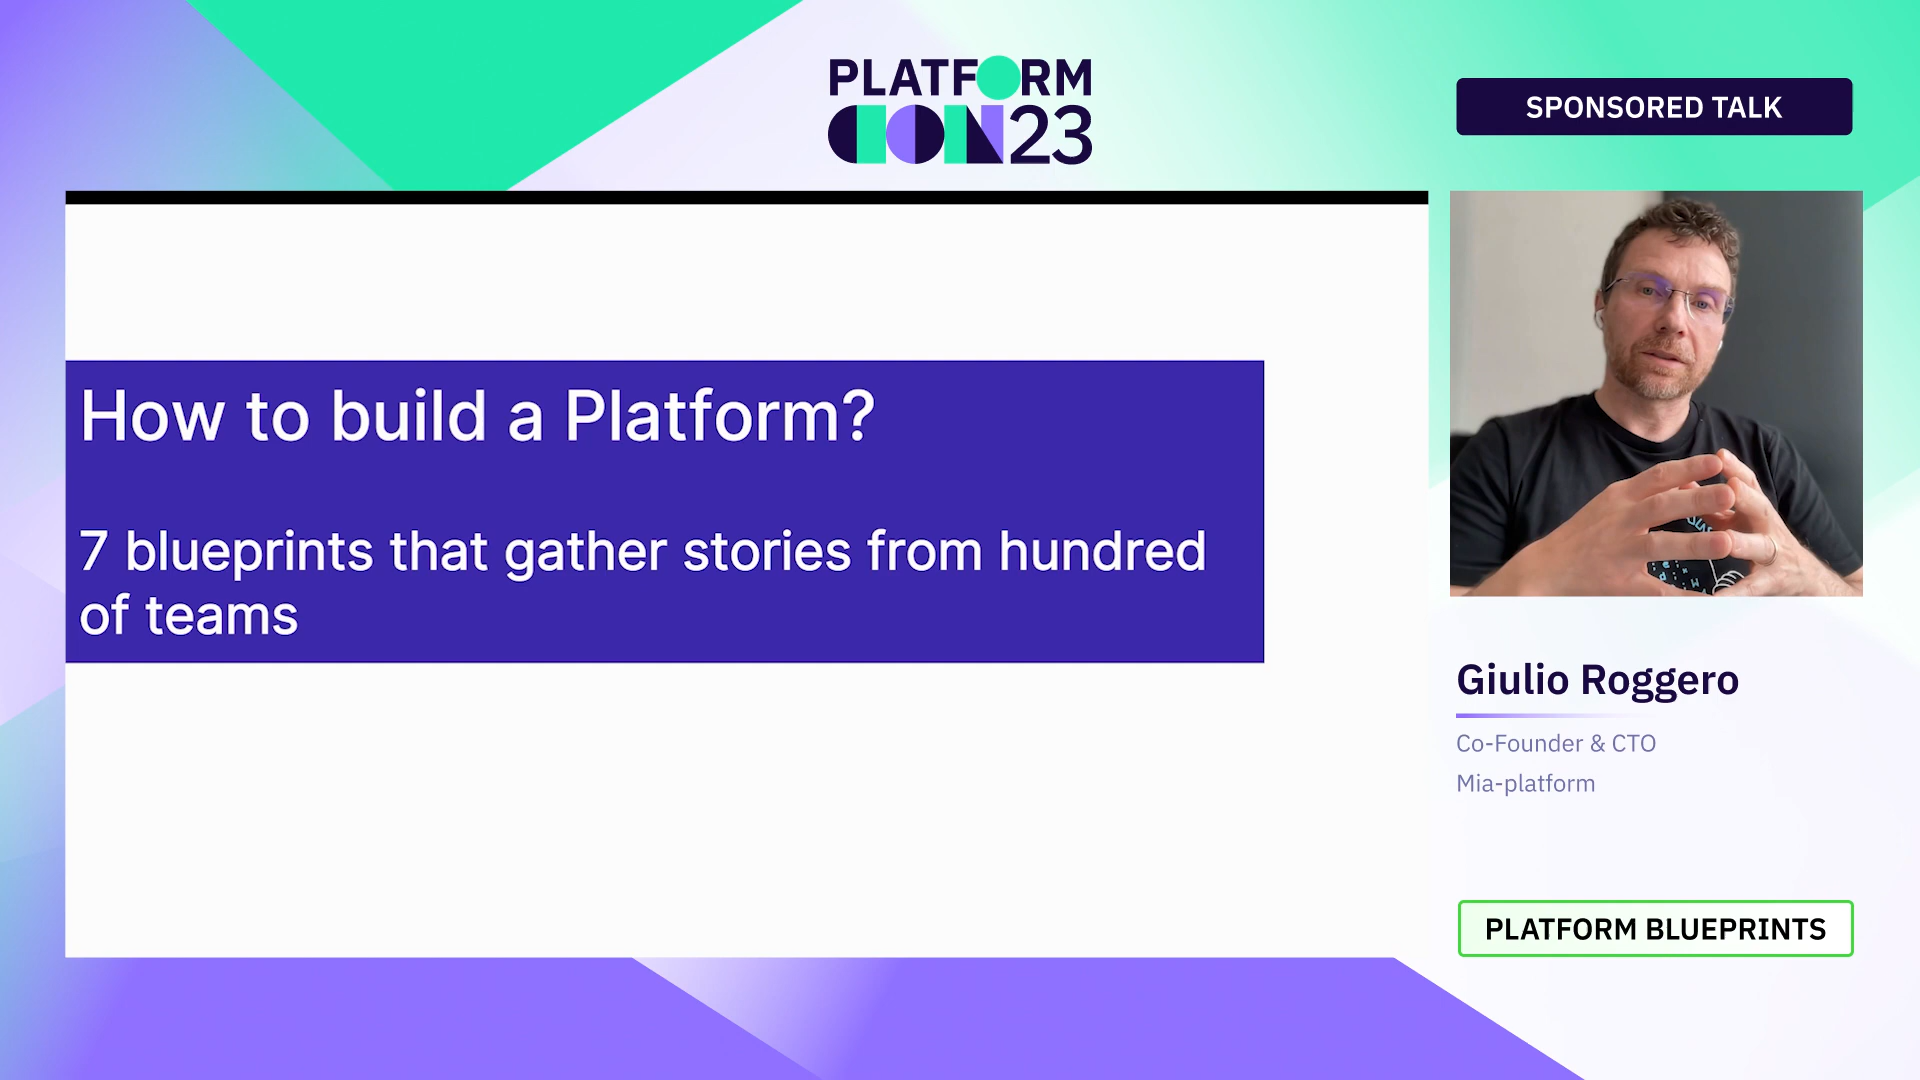 PLATFORM
CON23
SPONSORED TALK
How to build a Platform?
7 blueprints that gather stories from hundred
of teams
Giulio Roggero
Co-Founder & CTO
Mia-platform
PLATFORM BLUEPRINTS